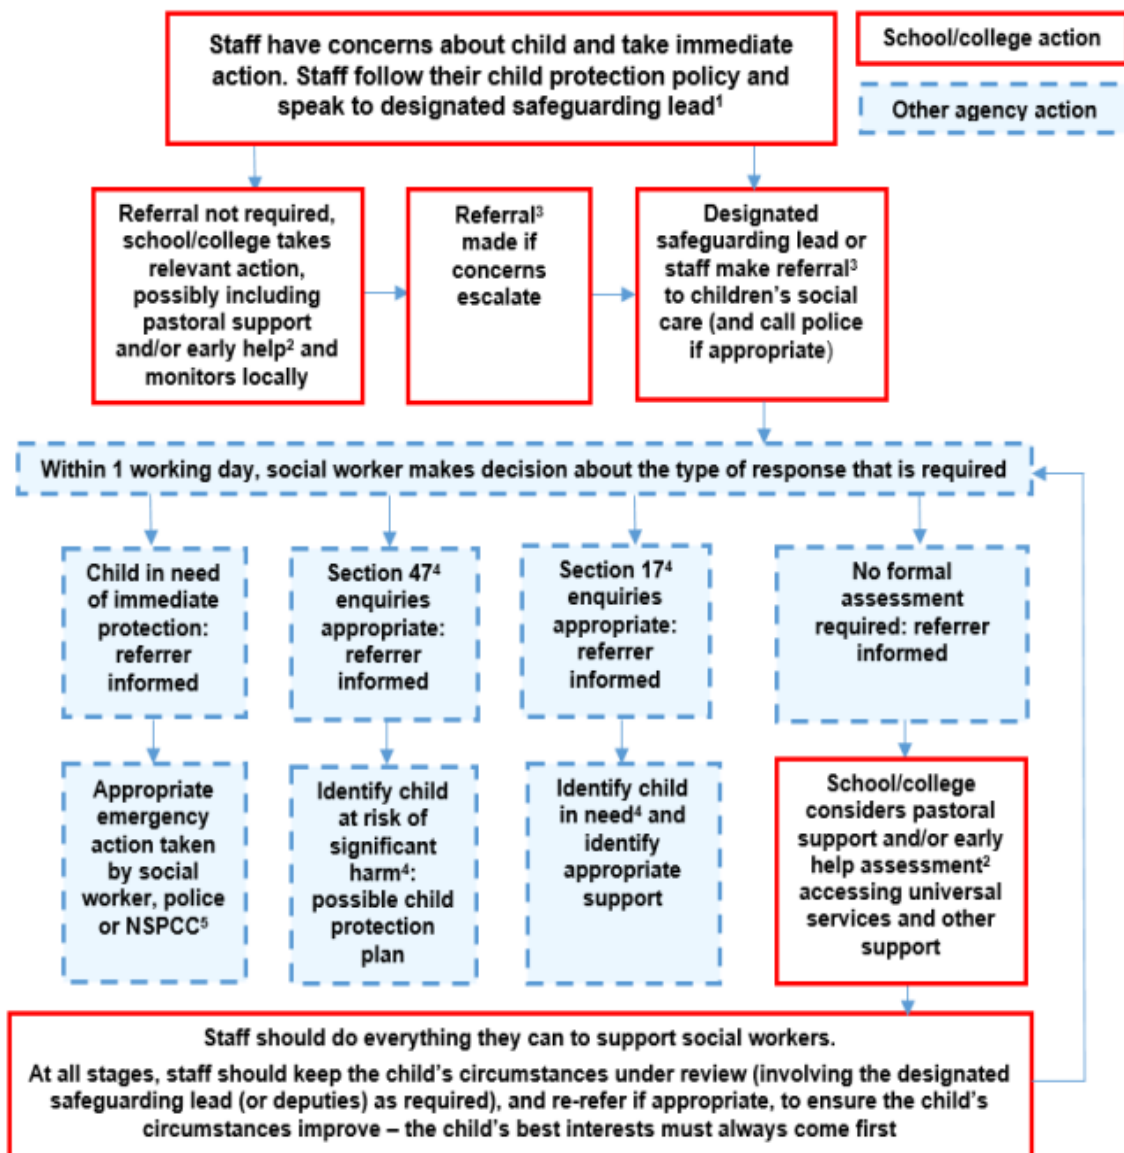 Staff have concerns about child and take immediate
action. Staff follow their child protection policy and
speak to designated safeguarding lead¹
School/college action
Other agency action
Referral not required,
school/college takes
relevant action,
possibly including
pastoral support
and/or early help² and
monitors locally
Referral³
made if
concerns
escalate
Designated
safeguarding lead or
staff make referral³
to children's social
care (and call police
if appropriate)
Within 1 working day, social worker makes decision about the type of response that is required
Child in need
of immediate
protection:
referrer
informed
Section 47⁴
enquiries
appropriate:
referrer
informed
Section 17⁴
enquiries
appropriate:
referrer
informed
No formal
assessment
required: referrer
informed
Appropriate
emergency
action taken
by social
worker, police
or NSPCC⁵
Identify child
at risk of
significant
harm⁴:
possible child
protection
plan
Identify child
in need⁴ and
identify
appropriate
support
School/college
considers pastoral
support and/or early
help assessment²
accessing universal
services and other
support
Staff should do everything they can to support social workers.
At all stages, staff should keep the child's circumstances under review (involving the designated
safeguarding lead (or deputies) as required), and re-refer if appropriate, to ensure the child's
circumstances improve – the child's best interests must always come first